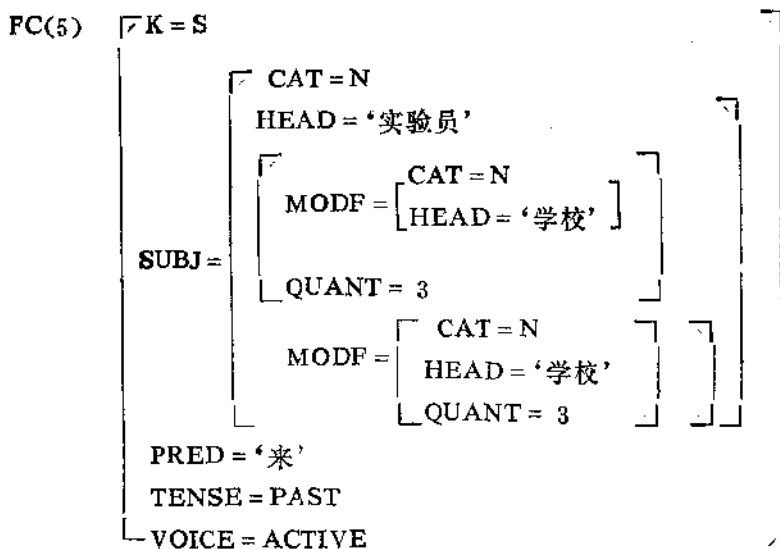 FC(5) K=S
CAT=N
HEAD=‘实验员’
MODF= CAT=N
HEAD=‘学校’
SUBJ=
QUANT= 3
MODF= CAT=N
HEAD=‘学校’
QUANT= 3
PRED=‘来’
TENSE=PAST
VOICE=ACTIVE